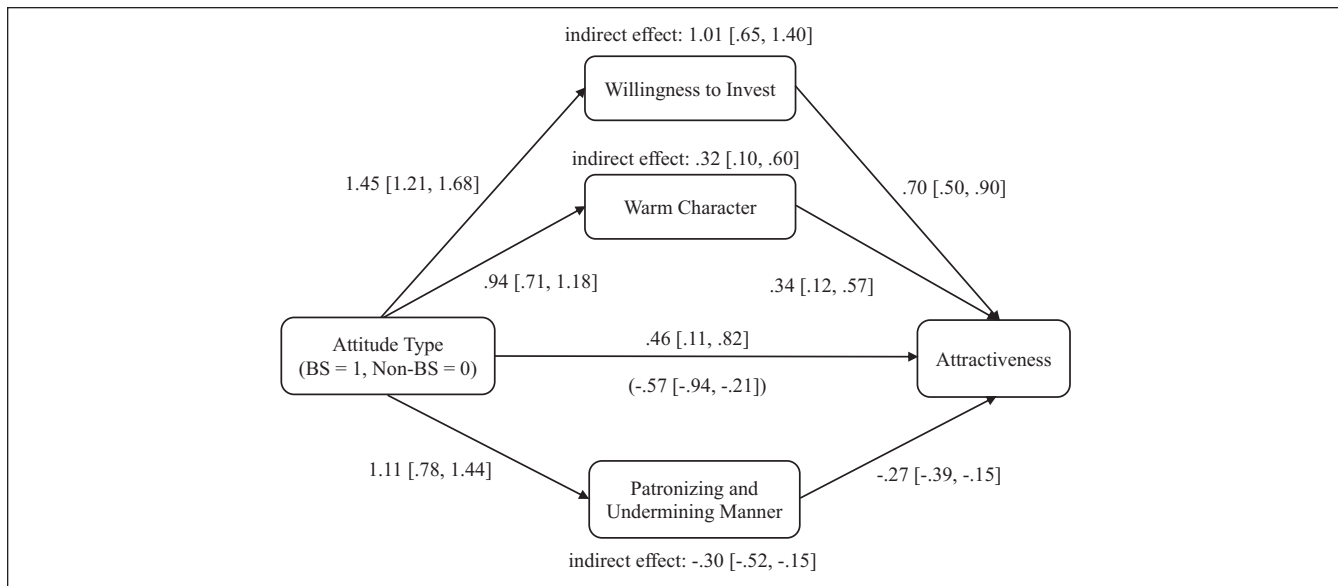 indirect effect: 1.01 [.65, 1.40]
Willingness to Invest
indirect effect: .32 [.10, .60]
1.45 [1.21, 1.68]
.70 [.50, .90]
Warm Character
.94 [.71, 1.18]
.34 [.12, .57]
Attitude Type
(BS = 1, Non-BS = 0)
.46 [.11, .82]
(-.57 [-.94, -.21])
Attractiveness
1.11 [.78, 1.44]
-.27 [-.39, -.15]
Patronizing and
Undermining Manner
indirect effect: -.30 [-.52, -.15]